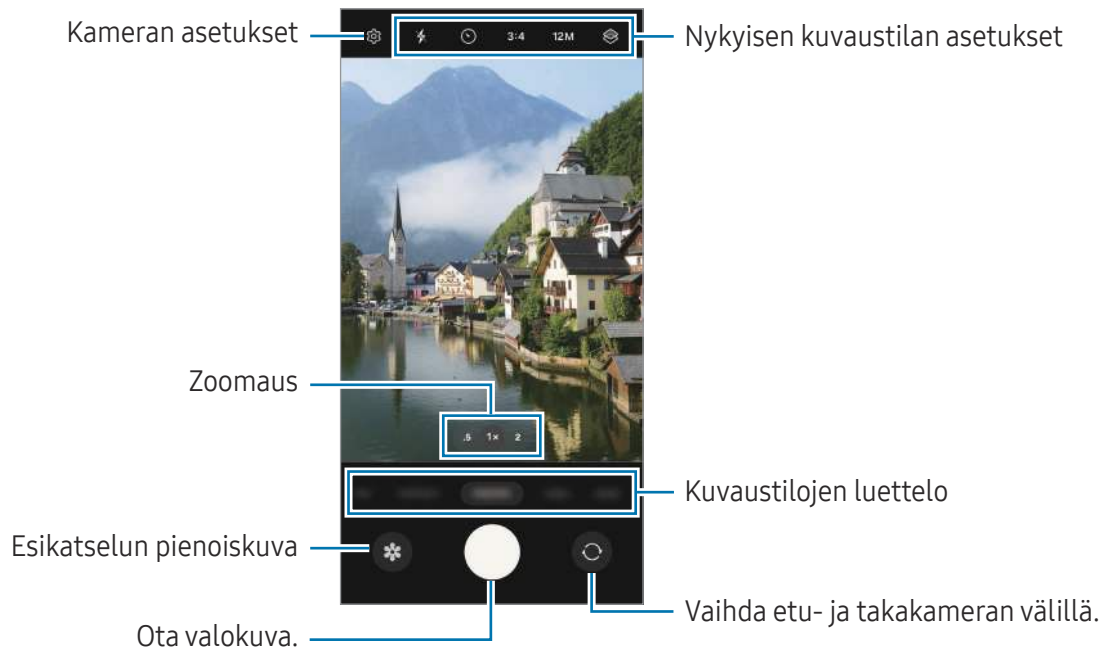 Kameran asetukset
3:4
12M
Nykyisen kuvaustilan asetukset
Zoomaus
.5 1× 2
Kuvaustilojen luettelo
Esikatselun pienoiskuva
Vaihda etu- ja takakameran välillä.
Ota valokuva.